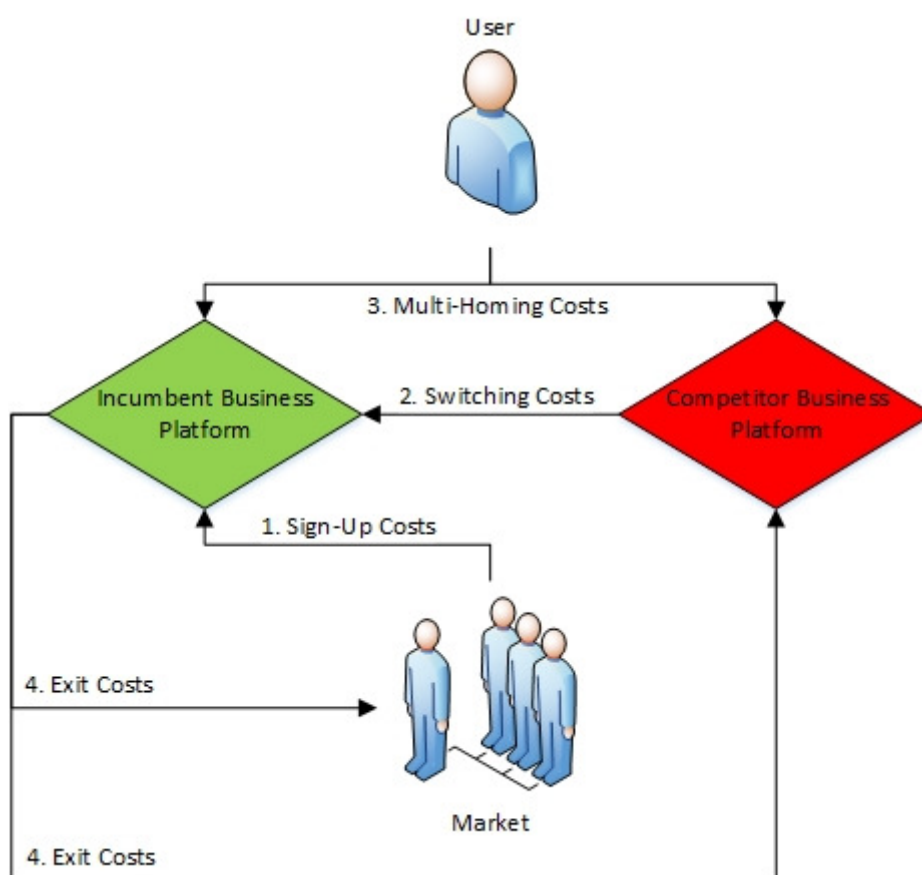 User
3. Multi-Homing Costs
Incumbent Business
Platform
2. Switching Costs
Competitor Business
Platform
1. Sign-Up Costs
4. Exit Costs
Market
4. Exit Costs